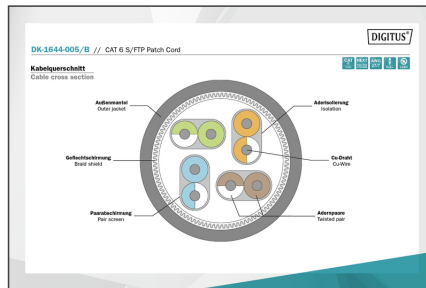 DIGITUS®
DK-1644-005/B // CAT 6 S/FTP Patch Cord
Kabelquerschnitt
Cable cross section
Außenmantel
Outer jacket
Aderisolierung
Isolation
Geflechtschirmung
Braid shield
Cu-Draht
Cu-Wire
Paarabschirmung
Pair screen
Adernpaare
Twisted pair